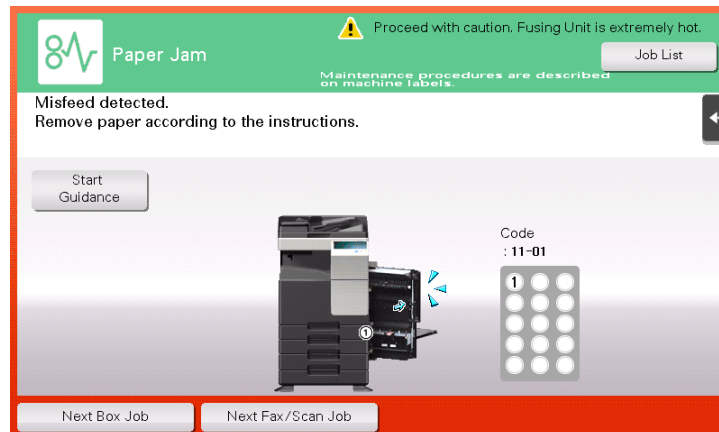 Proceed with caution. Fusing Unit is extremely hot.
Paper Jam
Job List
Maintenance procedures are described
on machine labels.
Misfeed detected.
Remove paper according to the instructions.
Start
Guidance
Code
: 11-01
1
1
Next Box Job
Next Fax/Scan Job